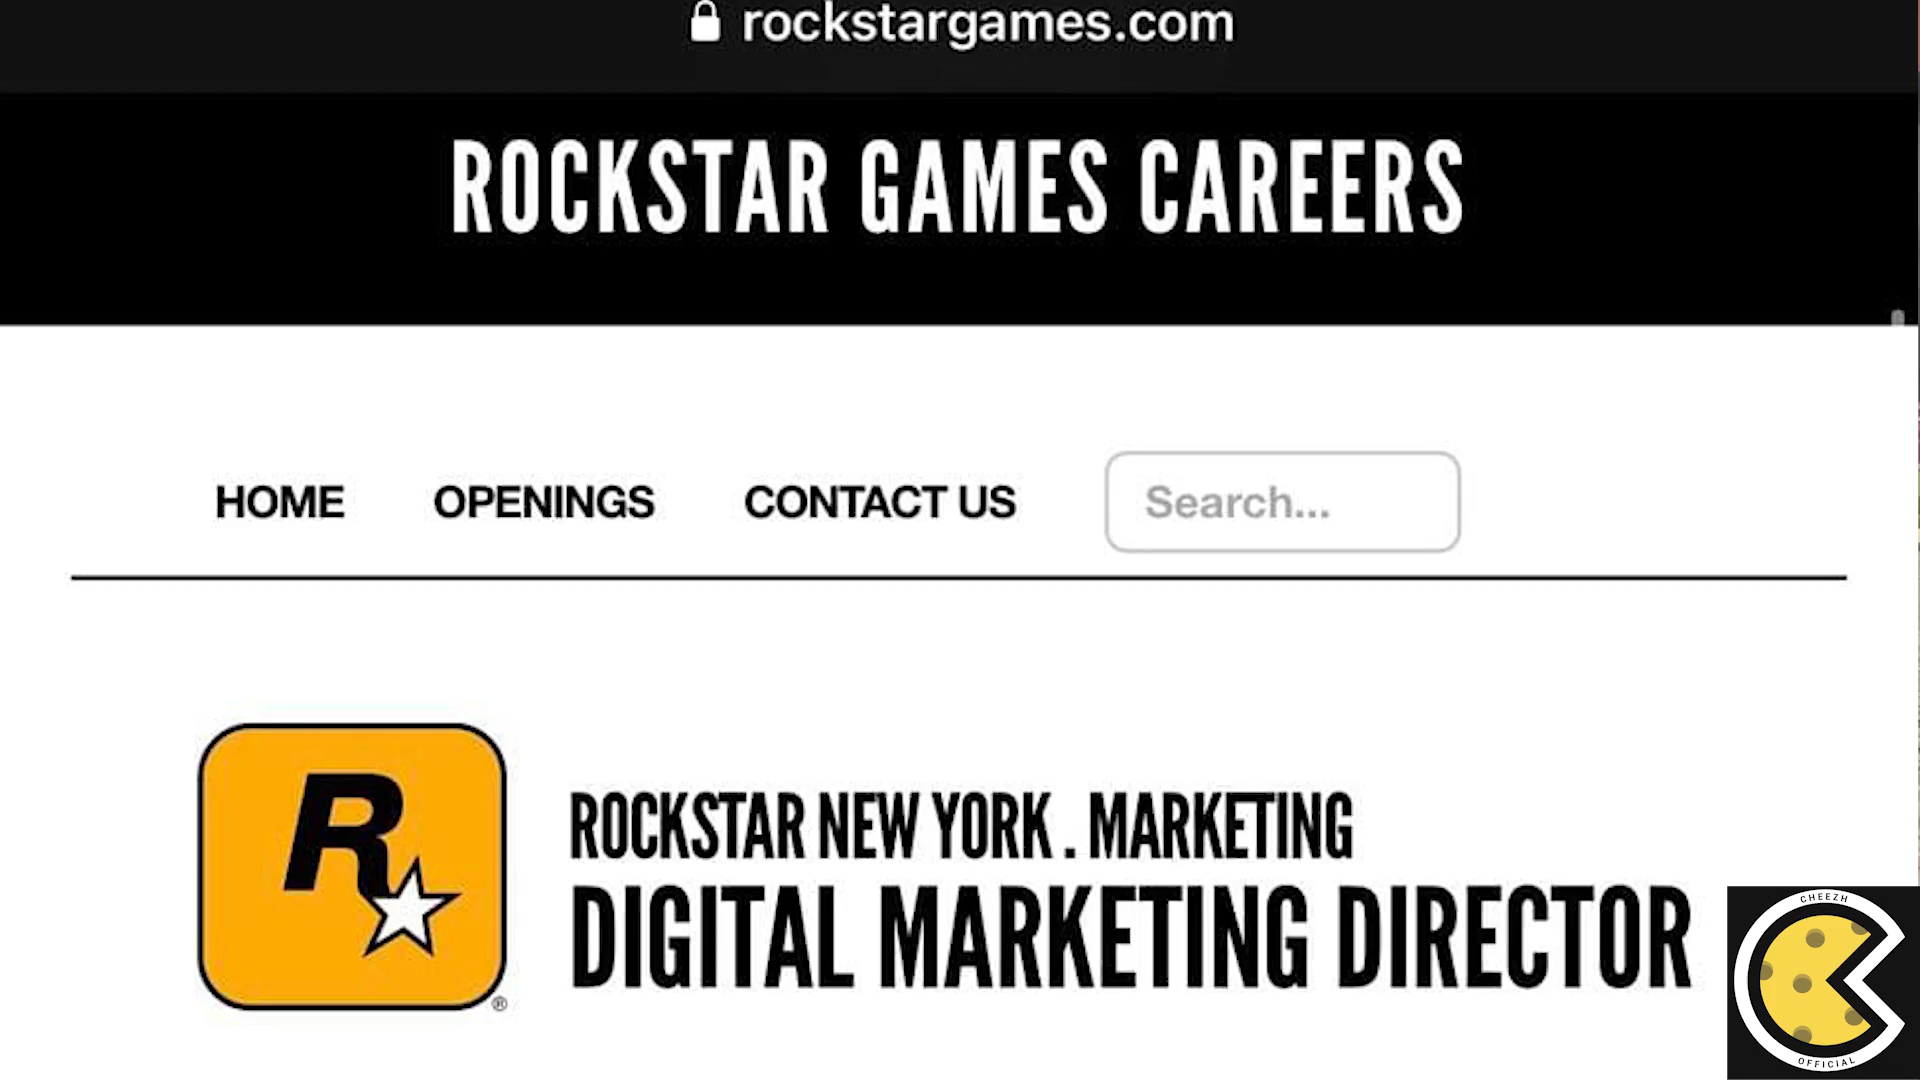 rockstargames.com
ROCKSTAR GAMES CAREERS
HOME OPENINGS CONTACT US Search...
R
®
ROCKSTAR NEW YORK . MARKETING
DIGITAL MARKETING DIRECTOR
CHEEZH
OFFICIAL